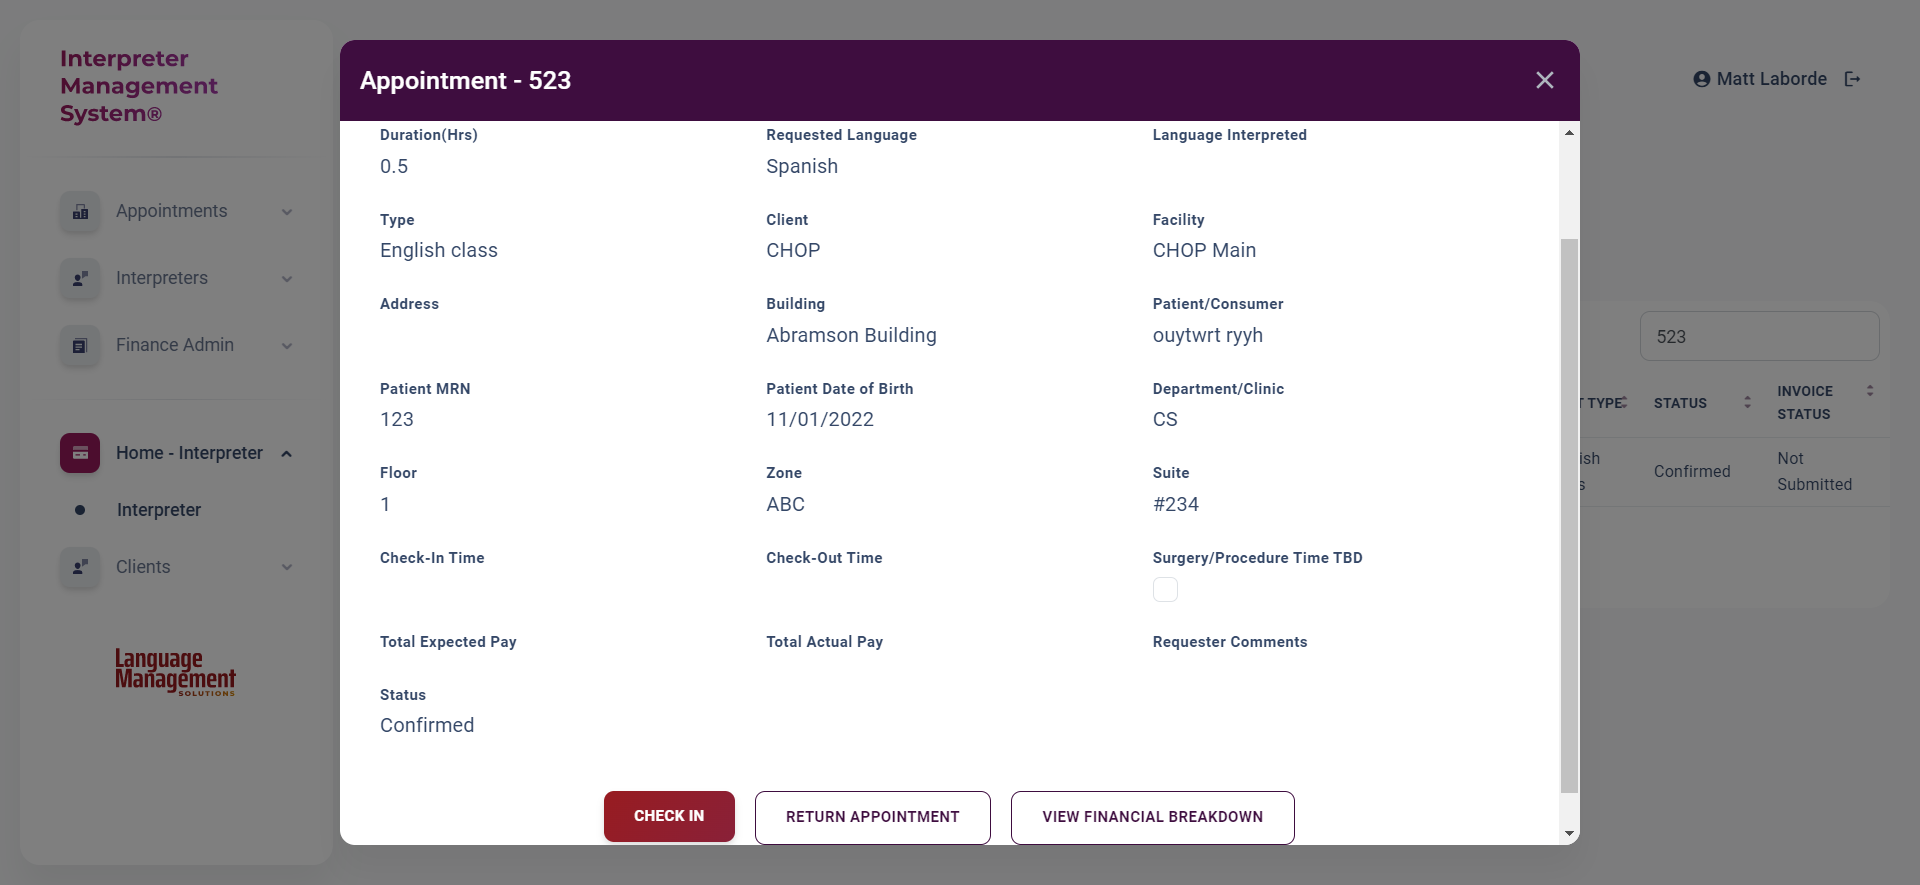 Interpreter
Management
System®
Appointments
Interpreters
Finance Admin
Home - Interpreter
Interpreter
Clients
Language
Management
SOLUTIONS
Appointment - 523
Duration(Hrs)
0.5
Requested Language
Spanish
Language Interpreted
Type
English class
Client
CHOP
Facility
CHOP Main
Address
Building
Abramson Building
Patient/Consumer
ouytwrt ryyh
Patient MRN
123
Patient Date of Birth
11/01/2022
Department/Clinic
CS
Floor
1
Zone
ABC
Suite
#234
Check-In Time
Check-Out Time
Surgery/Procedure Time TBD
Total Expected Pay
Total Actual Pay
Requester Comments
Status
Confirmed
CHECK IN
RETURN APPOINTMENT
VIEW FINANCIAL BREAKDOWN
Matt Laborde
523
TYPE
STATUS
INVOICE
STATUS
Confirmed
Not
Submitted